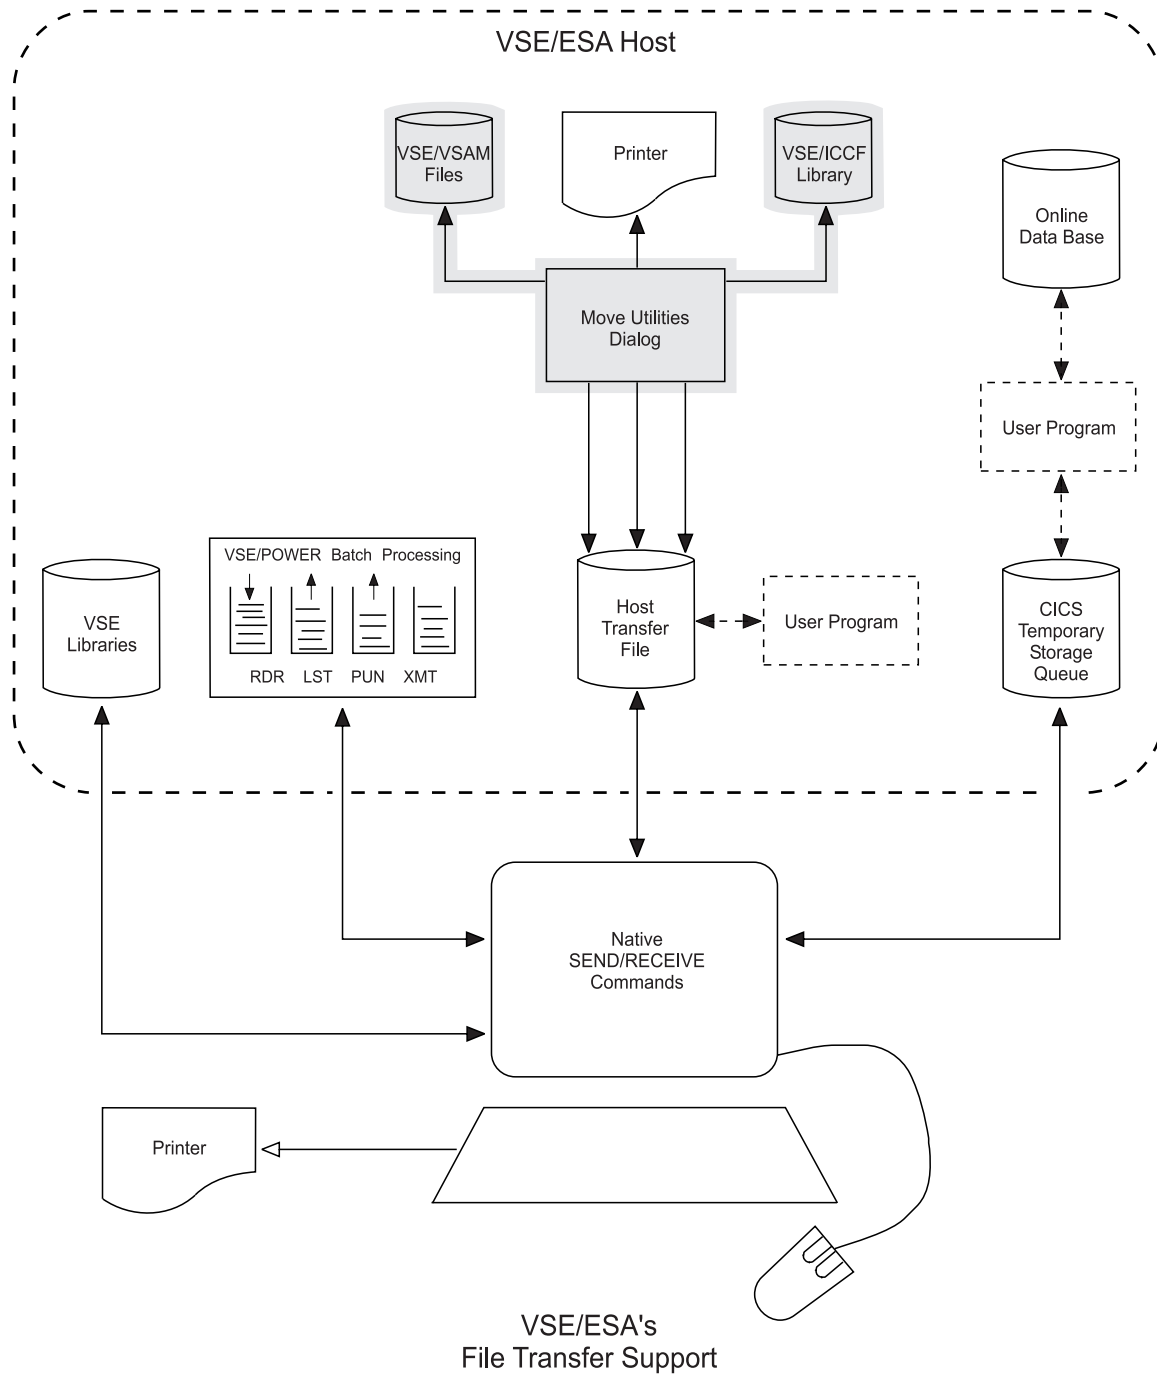 VSE/ESA Host
VSE/VSAM
Files
Printer
VSE/ICCF
Library
Online
Data Base
Move Utilities
Dialog
User Program
VSE
Libraries
VSE/POWER Batch Processing
RDR LST PUN XMT
Host
Transfer
File
User Program
CICS
Temporary
Storage
Queue
Native
SEND/RECEIVE
Commands
Printer
VSE/ESA's
File Transfer Support